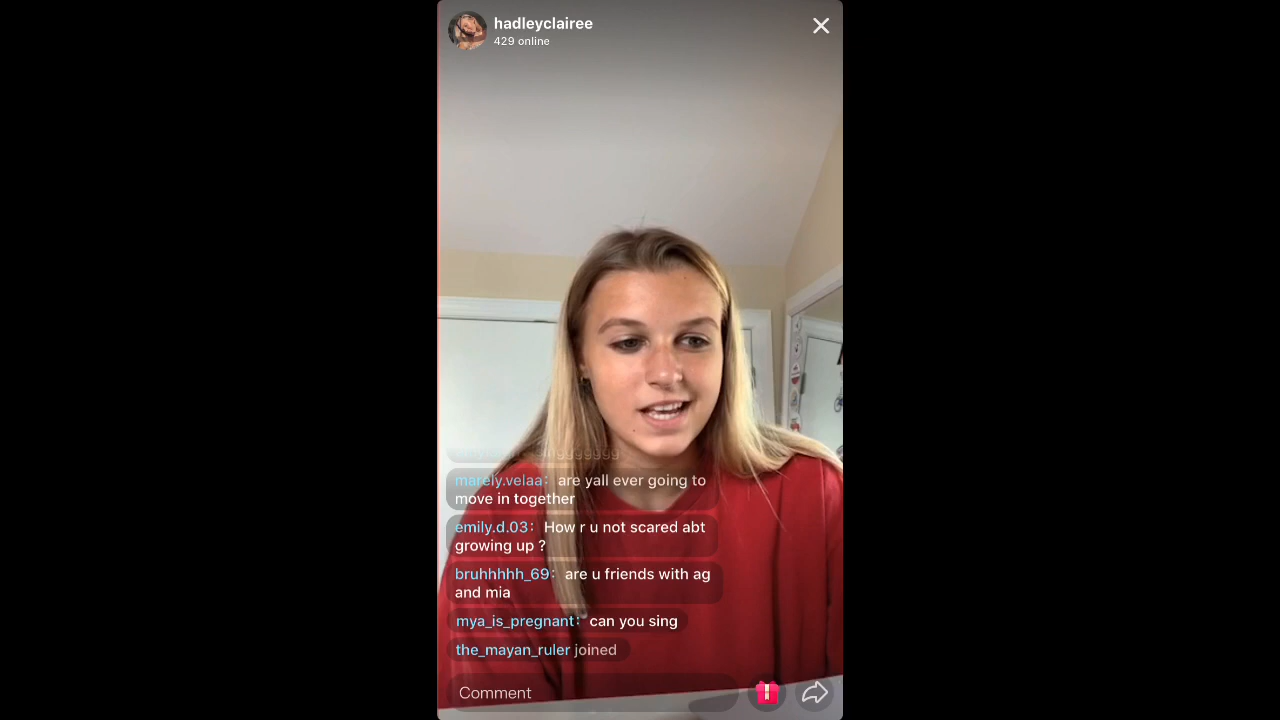 hadleyclairee
429 online
marely.velaa: are yall ever going to
move in together
emily.d.03: How r u not scared abt
growing up ?
bruhhhhh_69: are u friends with ag
and mia
mya_is_pregnant: can you sing
the_mayan_ruler joined
Comment